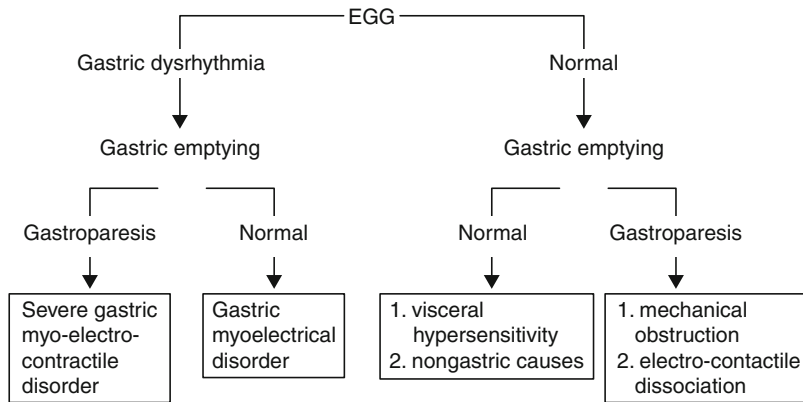 EGG
Gastric dysrhythmia
Normal
Gastric emptying
Gastric emptying
Gastroparesis
Normal
Normal
Gastroparesis
Severe gastric
myo-electro-
contractile
disorder
Gastric
myoelectrical
disorder
1. visceral
hypersensitivity
2. nongastric causes
1. mechanical
obstruction
2. electro-contactile
dissociation